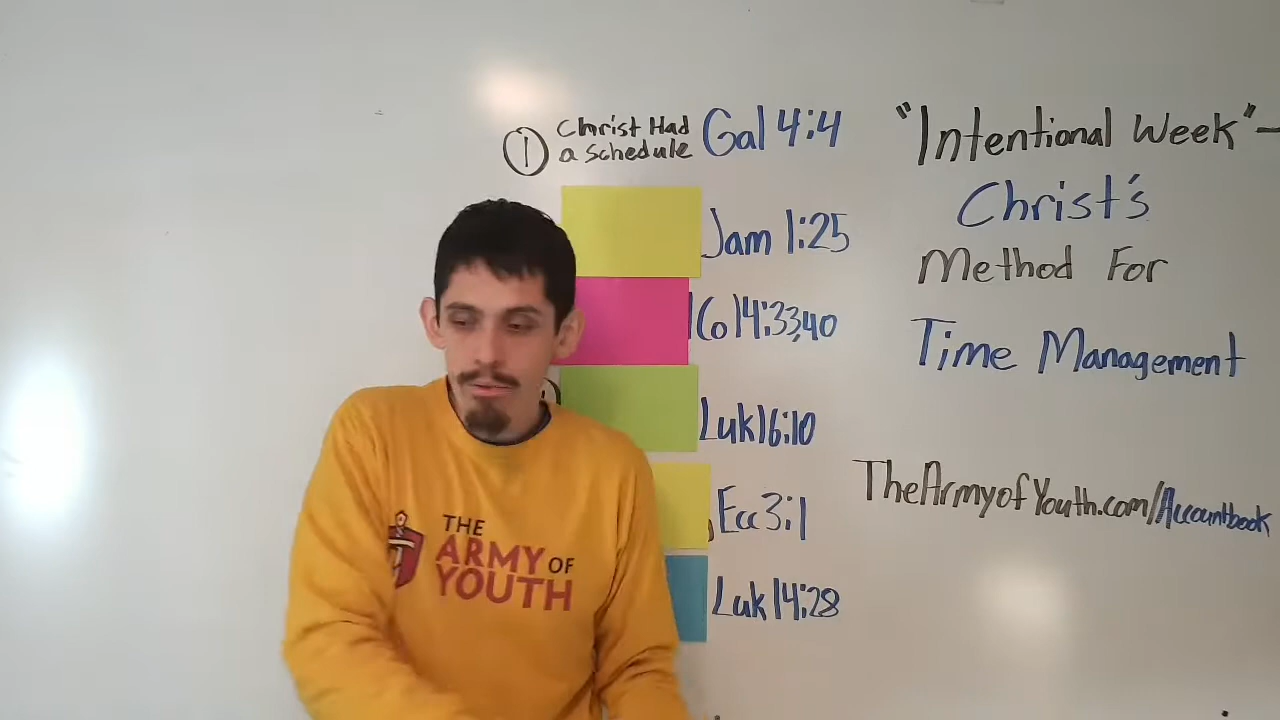 ① Christ Had
a Schedule
Gal 4:4
Jam 1:25
1Co 14:33,40
Luk 16:10
Ecc 3:1
Luk 14:28
"Intentional Week"-
Christ's
Method For
Time Management
TheArmyofYouth.com/Accountbook
THE
ARMY OF
YOUTH